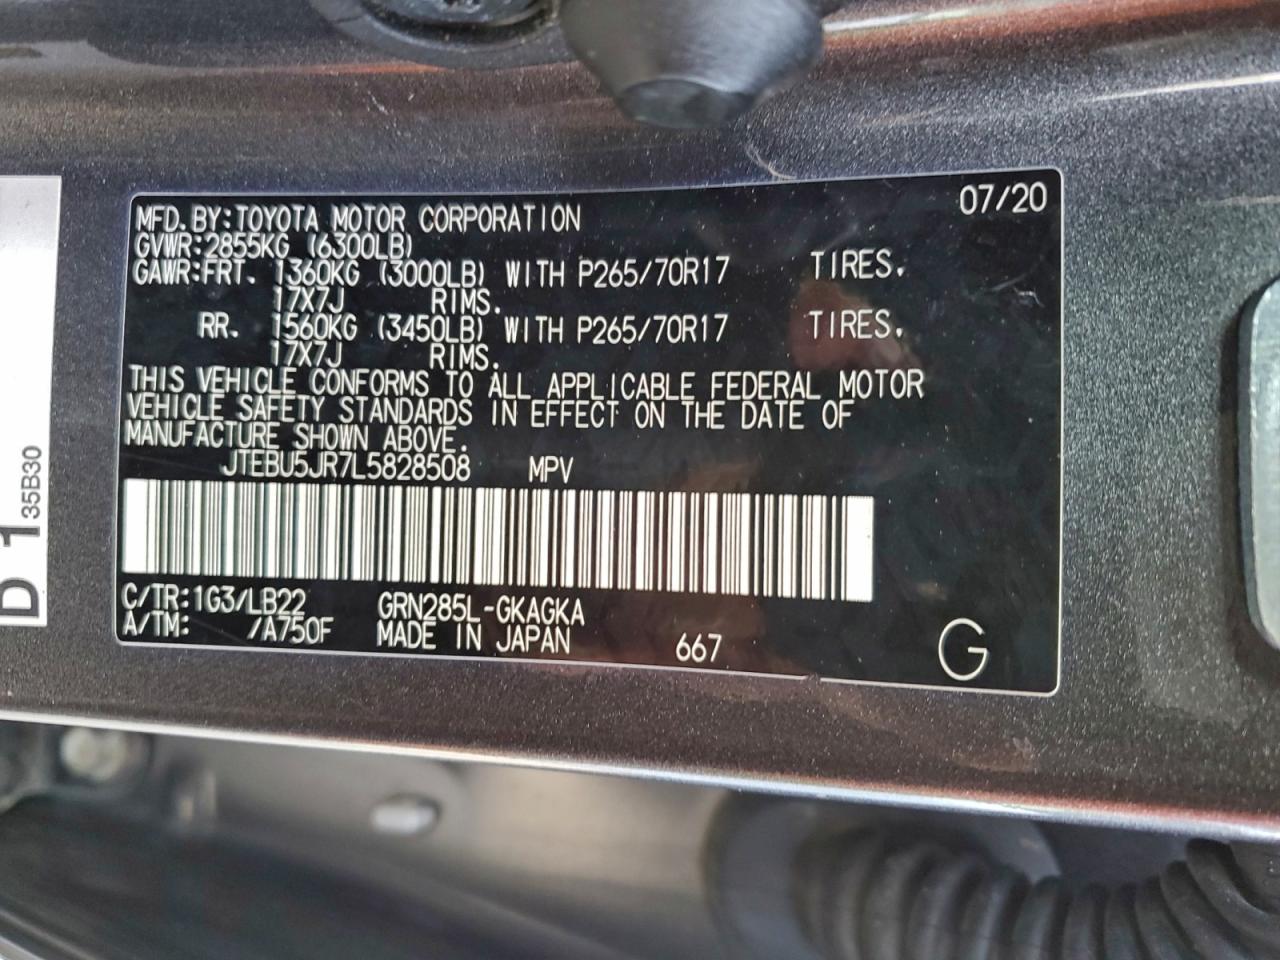 07/20
MFD.BY:TOYOTA MOTOR CORPORATION
GVWR:2855KG (6300LB)
GAWR:FRT. 1360KG (3000LB) WITH P265/70R17 TIRES.
17X7J RIMS.
RR. 1560KG (3450LB) WITH P265/70R17 TIRES.
17X7J RIMS.
THIS VEHICLE CONFORMS TO ALL APPLICABLE FEDERAL MOTOR
VEHICLE SAFETY STANDARDS IN EFFECT ON THE DATE OF
MANUFACTURE SHOWN ABOVE.
JTEBU5JR7L5828508 MPV
C/TR:1G3/LB22 GRN285L-GKAGKA
A/TM: /A750F MADE IN JAPAN 667 G
D 1 35B30